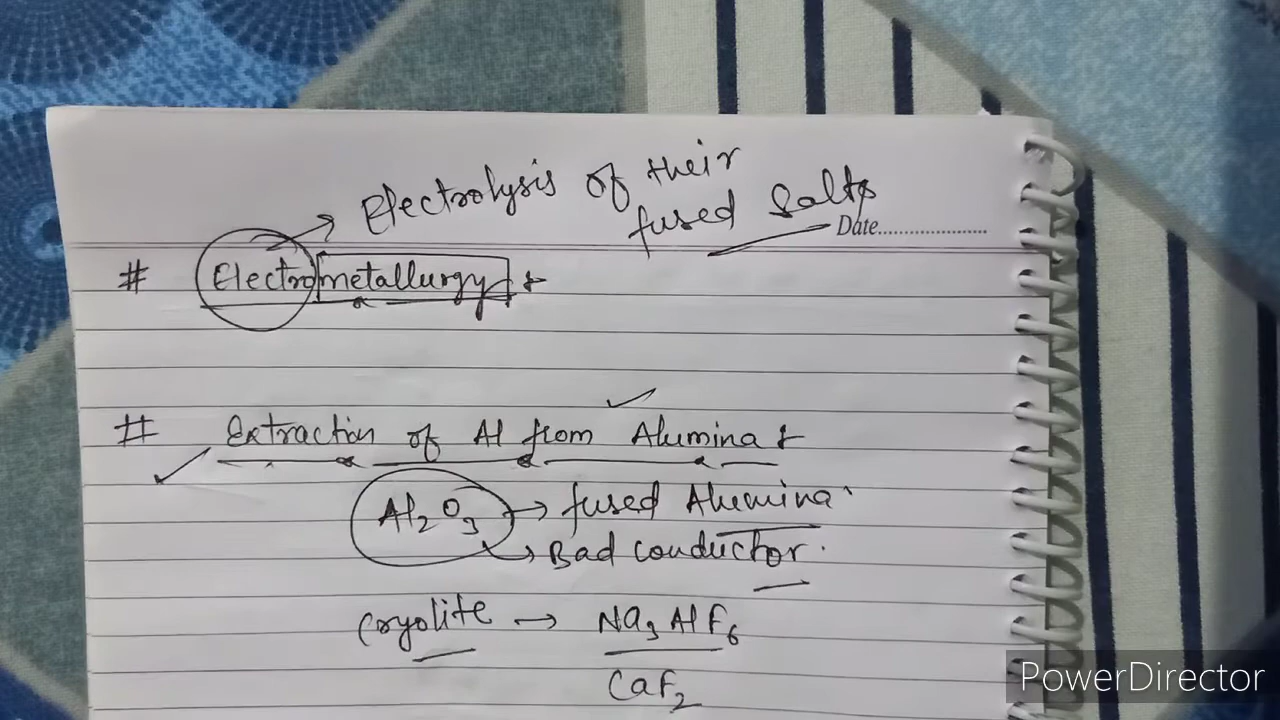 Electrolysis of their
fused Salts
Date......................
# Electrometallurgy :-
# Extraction of Al from Alumina :-
Al2O3 → fused Alumina
→ Bad conductor.
Cryolite → Na3AlF6
CaF2
PowerDirector